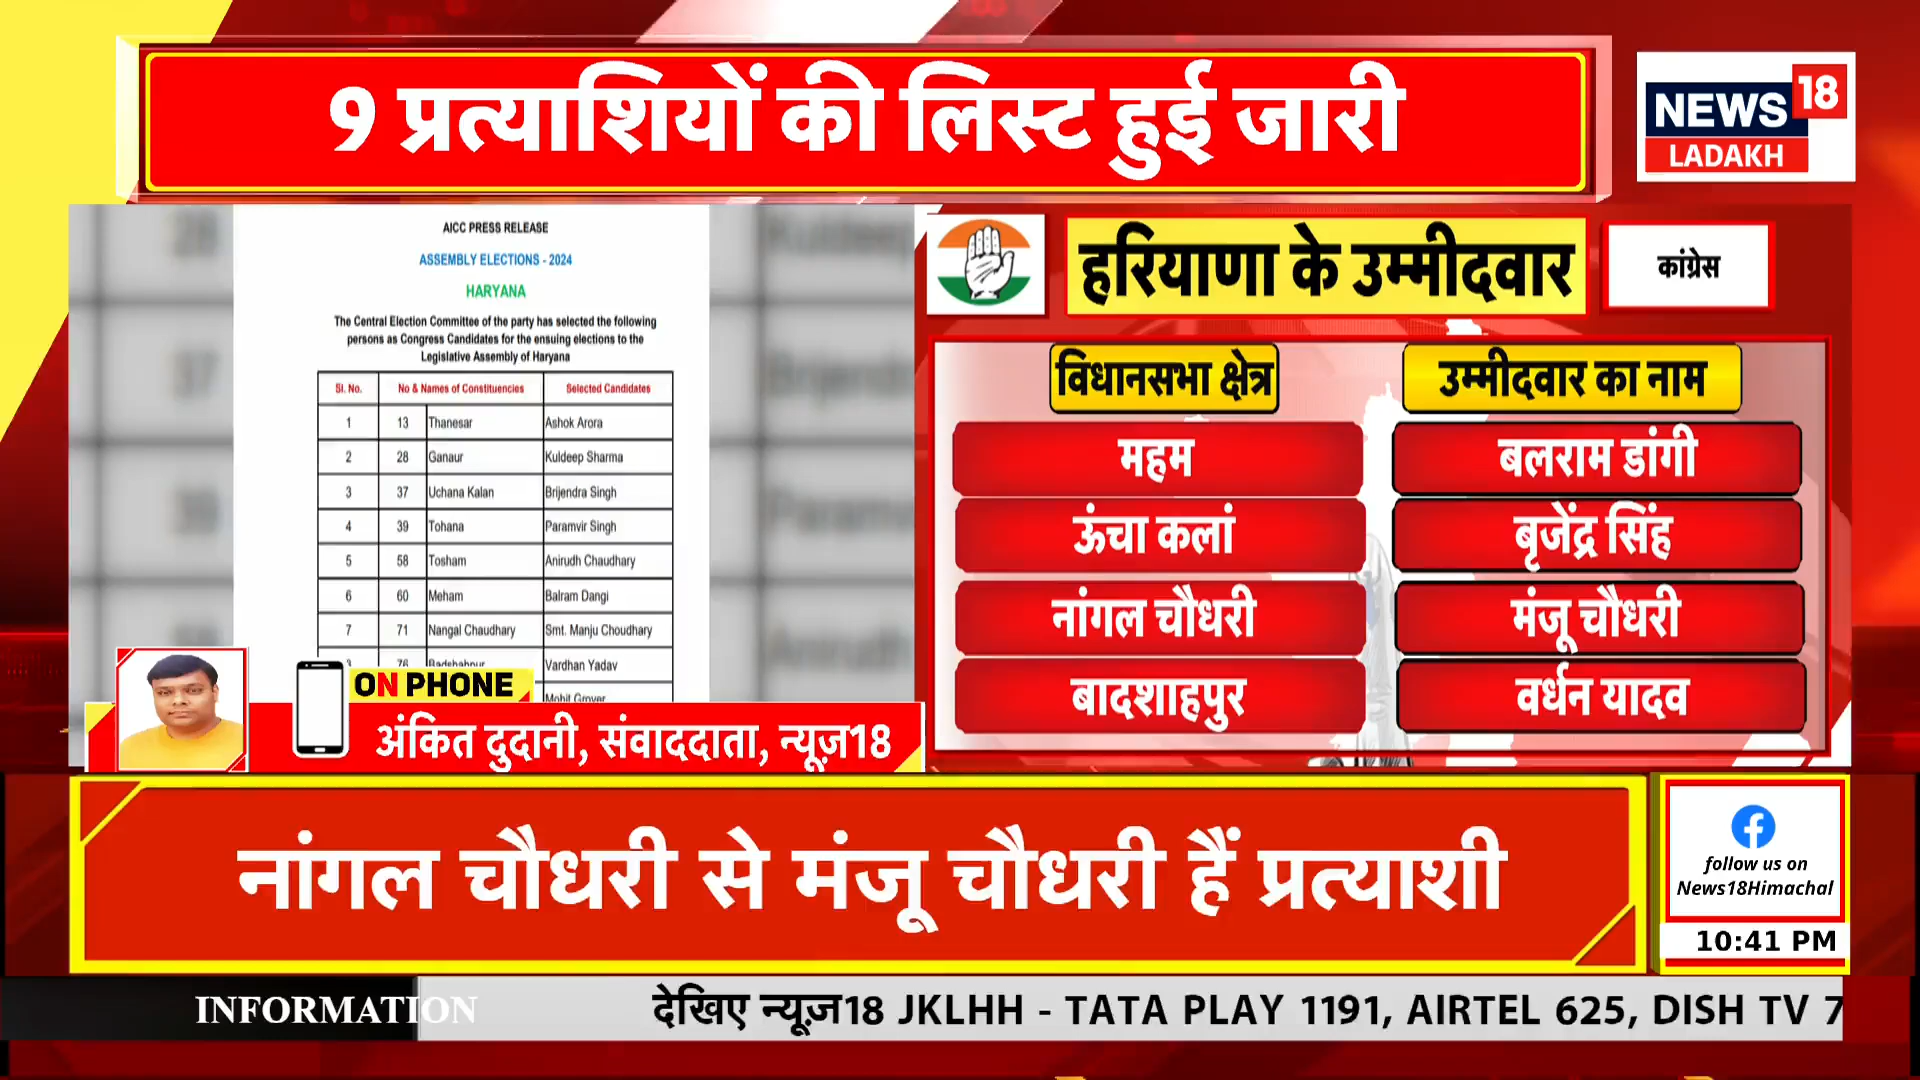 9 प्रत्याशियों की लिस्ट हुई जारी
NEWS 18
LADAKH
AICC PRESS RELEASE
ASSEMBLY ELECTIONS - 2024
HARYANA
The Central Election Committee of the party has selected the following
persons as Congress Candidates for the ensuing elections to the
Legislative Assembly of Haryana
Sl. No. No & Names of Constituencies Selected Candidates
1 13 Thanesar Ashok Arora
2 28 Ganaur Kuldeep Sharma
3 37 Uchana Kalan Brijendra Singh
4 39 Tohana Paramvir Singh
5 58 Tosham Anirudh Chaudhary
6 60 Meham Balram Dangi
7 71 Nangal Chaudhary Smt. Manju Choudhary
76 Badshahpur Vardhan Yadav
Mohit Grover
ON PHONE
अंकित दुदानी, संवाददाता, न्यूज़18
हरियाणा के उम्मीदवार
कांग्रेस
विधानसभा क्षेत्र उम्मीदवार का नाम
महम बलराम डांगी
ऊंचा कलां बृजेंद्र सिंह
नांगल चौधरी मंजू चौधरी
बादशाहपुर वर्धन यादव
नांगल चौधरी से मंजू चौधरी हैं प्रत्याशी
follow us on
News18Himachal
10:41 PM
INFORMATION देखिए न्यूज़18 JKLHH - TATA PLAY 1191, AIRTEL 625, DISH TV 7